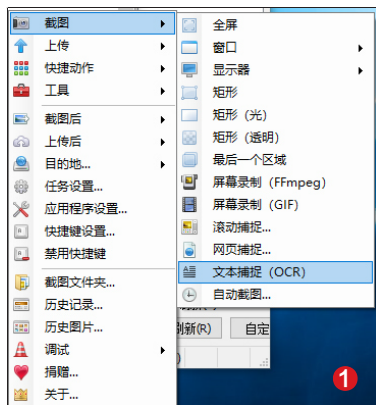 截图
上传
快捷动作
工具
截图后
上传后
目的地...
任务设置...
应用程序设置...
快捷键设置...
禁用快捷键
截图文件夹...
历史记录...
历史图片...
调试
捐赠...
关于...
全屏
窗口
显示器
矩形
矩形 (光)
矩形 (透明)
最后一个区域
屏幕录制 (FFmpeg)
屏幕录制 (GIF)
滚动捕捉...
网页捕捉...
文本捕捉 (OCR)
自动截图...
刷新(R)
自定
1